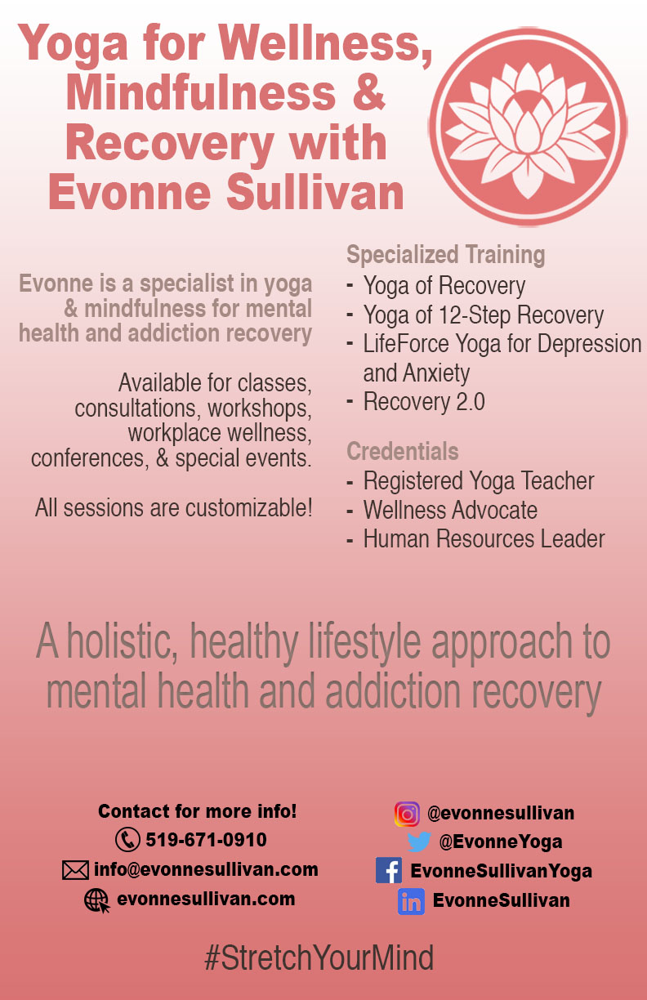 Yoga for Wellness,
Mindfulness &
Recovery with
Evonne Sullivan
Evonne is a specialist in yoga
& mindfulness for mental
health and addiction recovery
Available for classes,
consultations, workshops,
workplace wellness,
conferences, & special events.
All sessions are customizable!
Specialized Training
- Yoga of Recovery
- Yoga of 12-Step Recovery
- LifeForce Yoga for Depression
and Anxiety
- Recovery 2.0
Credentials
- Registered Yoga Teacher
- Wellness Advocate
- Human Resources Leader
A holistic, healthy lifestyle approach to
mental health and addiction recovery
Contact for more info!
519-671-0910
info@evonnesullivan.com
evonnesullivan.com
@evonnesullivan
@EvonneYoga
EvonneSullivanYoga
EvonneSullivan
#StretchYourMind